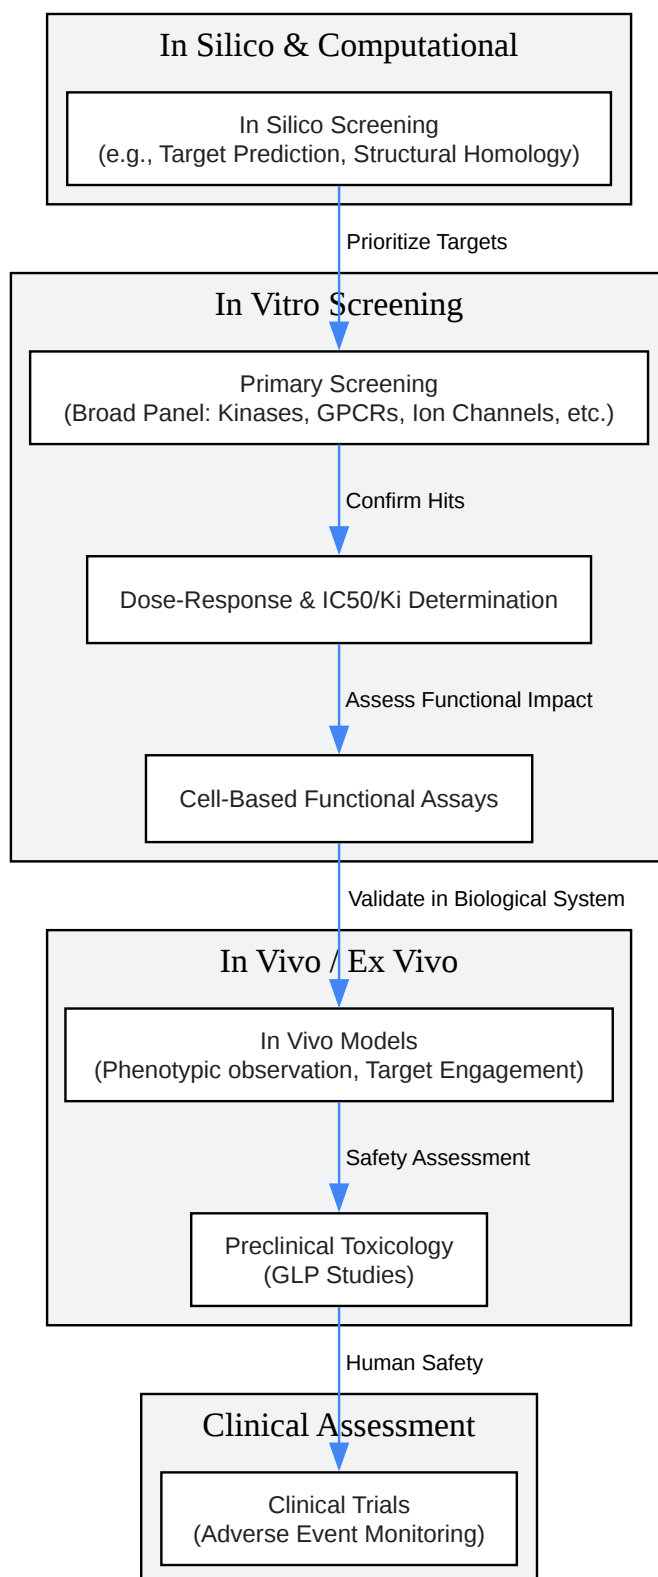 In Silico & Computational
In Silico Screening
(e.g., Target Prediction, Structural Homology)
Prioritize Targets
In Vitro Screening
Primary Screening
(Broad Panel: Kinases, GPCRs, Ion Channels, etc.)
Confirm Hits
Dose-Response & IC50/Ki Determination
Assess Functional Impact
Cell-Based Functional Assays
Validate in Biological System
In Vivo / Ex Vivo
In Vivo Models
(Phenotypic observation, Target Engagement)
Safety Assessment
Preclinical Toxicology
(GLP Studies)
Human Safety
Clinical Assessment
Clinical Trials
(Adverse Event Monitoring)